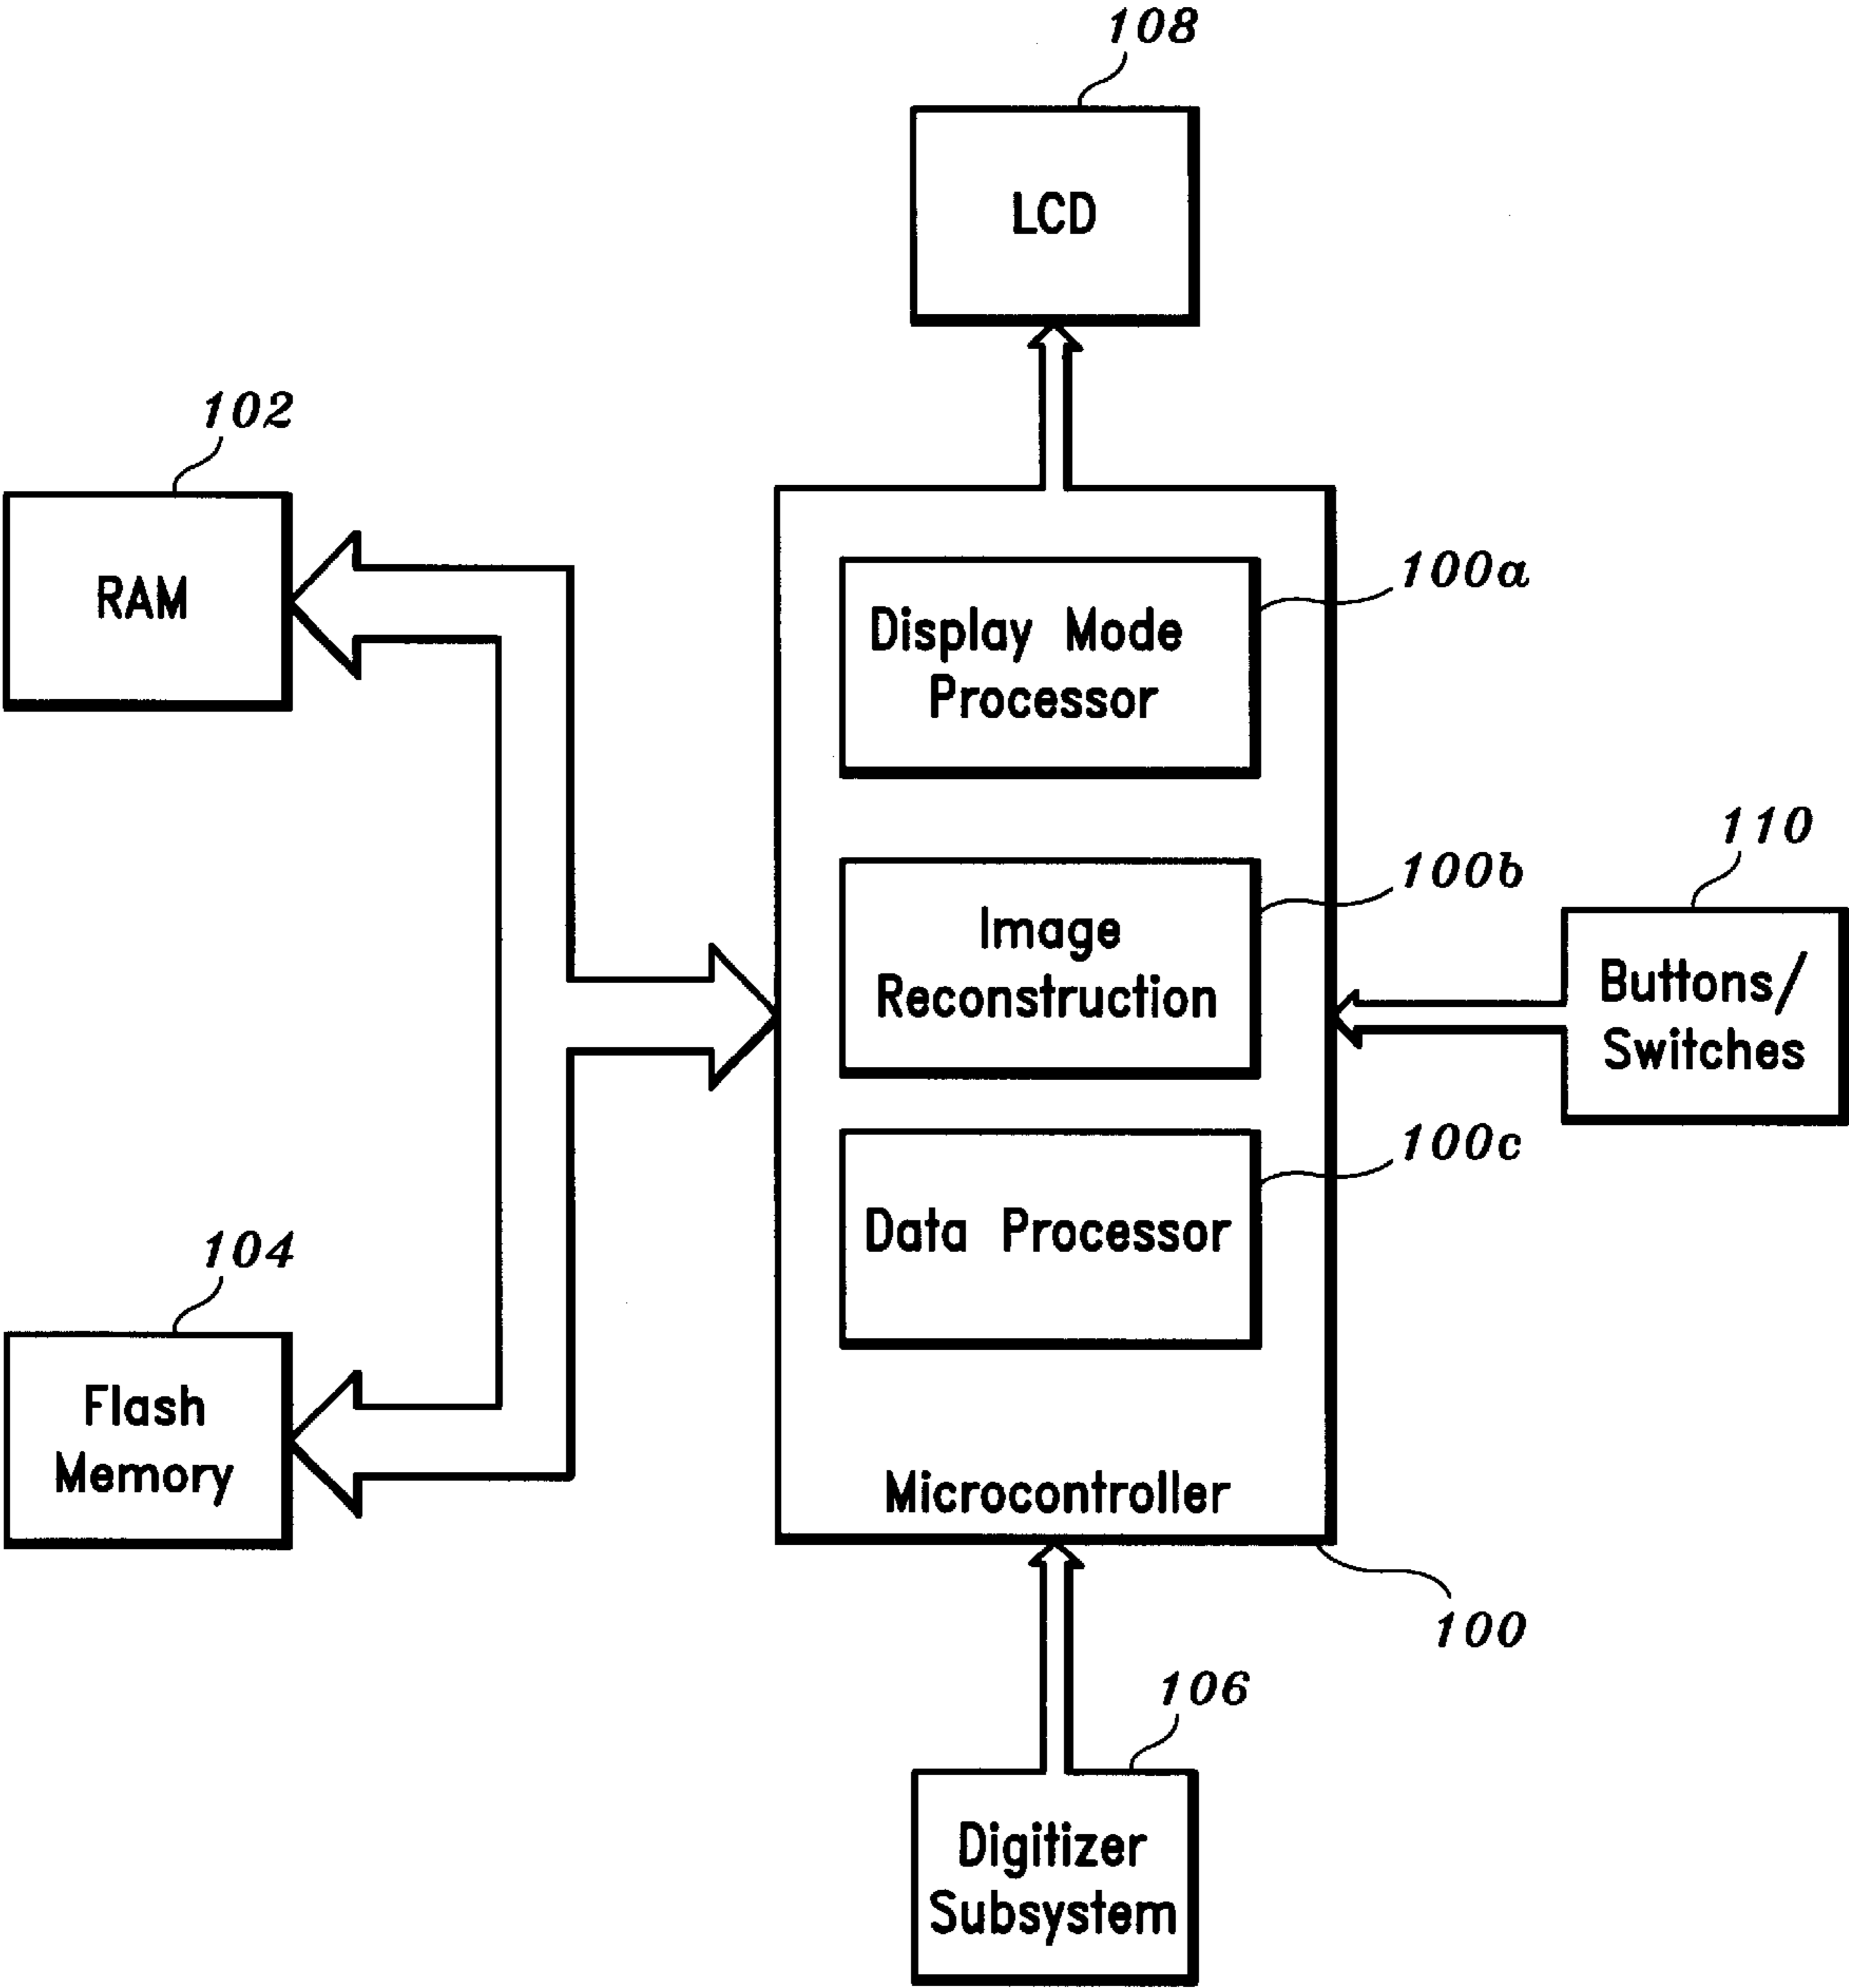 108
LCD
102
RAM
100a
Display Mode
Processor
110
100b
Image
Reconstruction
Buttons/
Switches
100c
Data Processor
104
Flash
Memory
Microcontroller
100
106
Digitizer
Subsystem